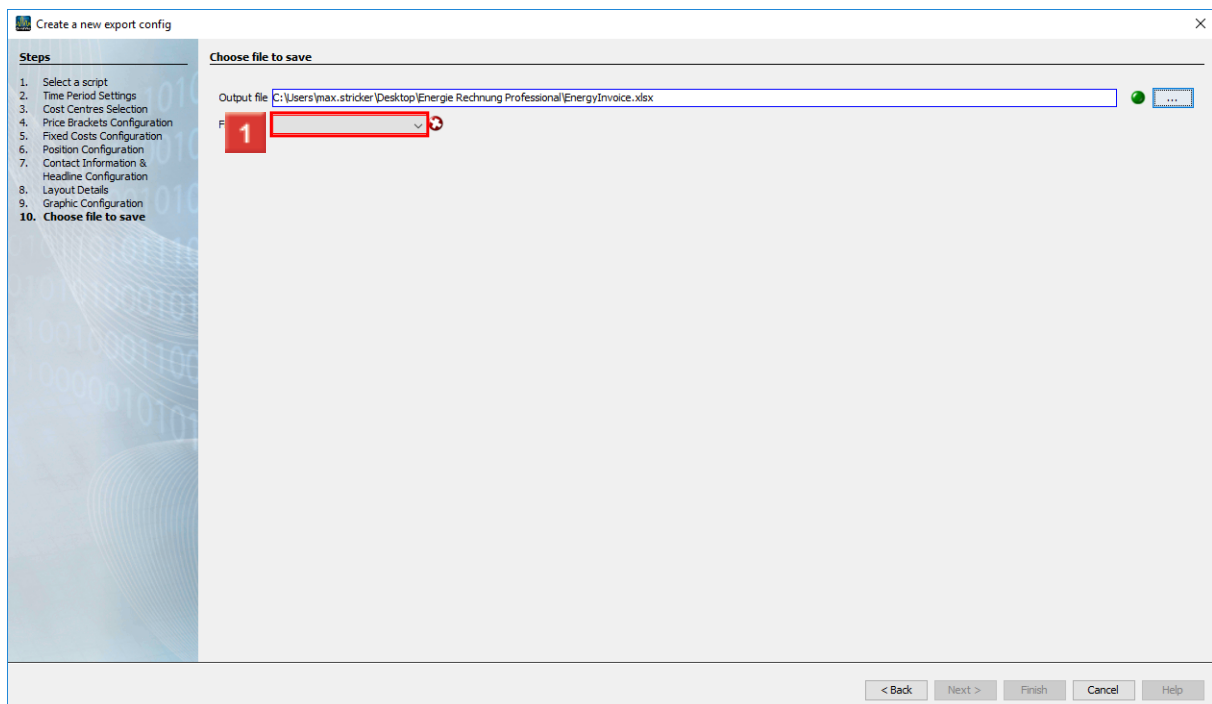 Create a new export config
Steps
1. Select a script
2. Time Period Settings
3. Cost Centres Selection
4. Price Brackets Configuration
5. Fixed Costs Configuration
6. Position Configuration
7. Contact Information &
Headline Configuration
8. Layout Details
9. Graphic Configuration
10. Choose file to save
Choose file to save
Output file C:\Users\max.stricker\Desktop\Energie Rechnung Professional\EnergyInvoice.xlsx ...
F 1
< Back Next > Finish Cancel Help